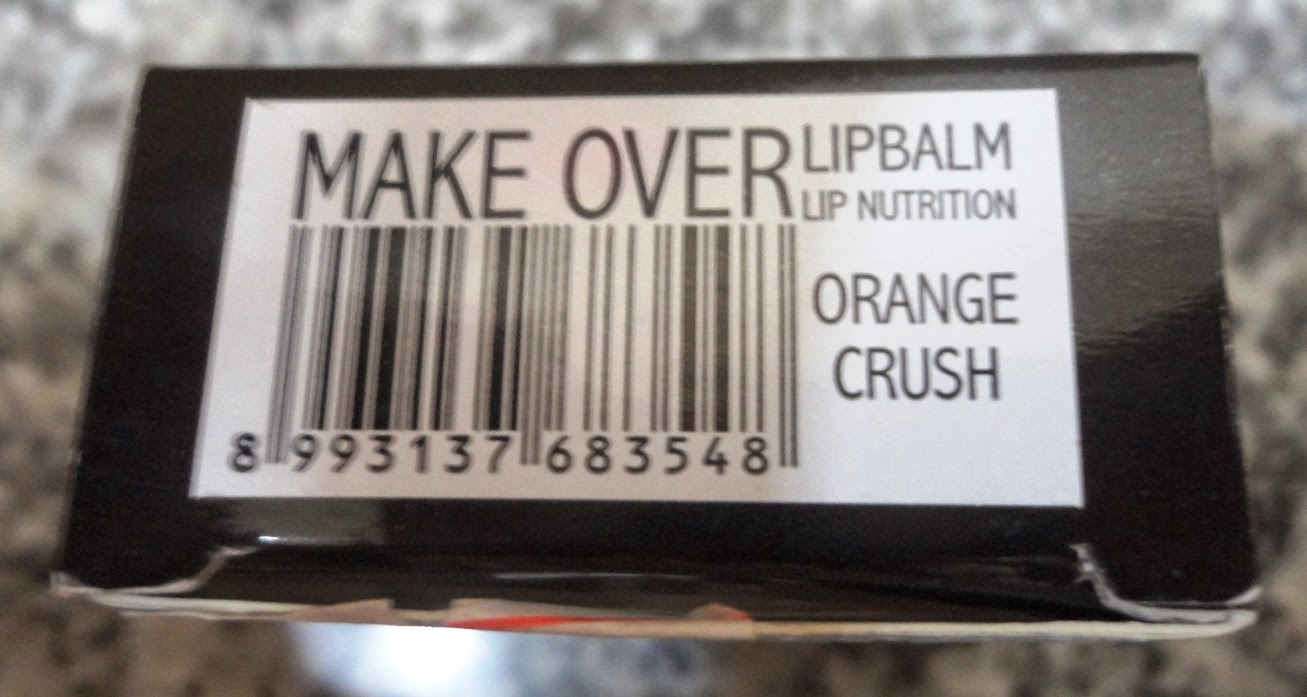 MAKE OVER
LIPBALM
LIP NUTRITION
ORANGE
CRUSH
8 993137 683548